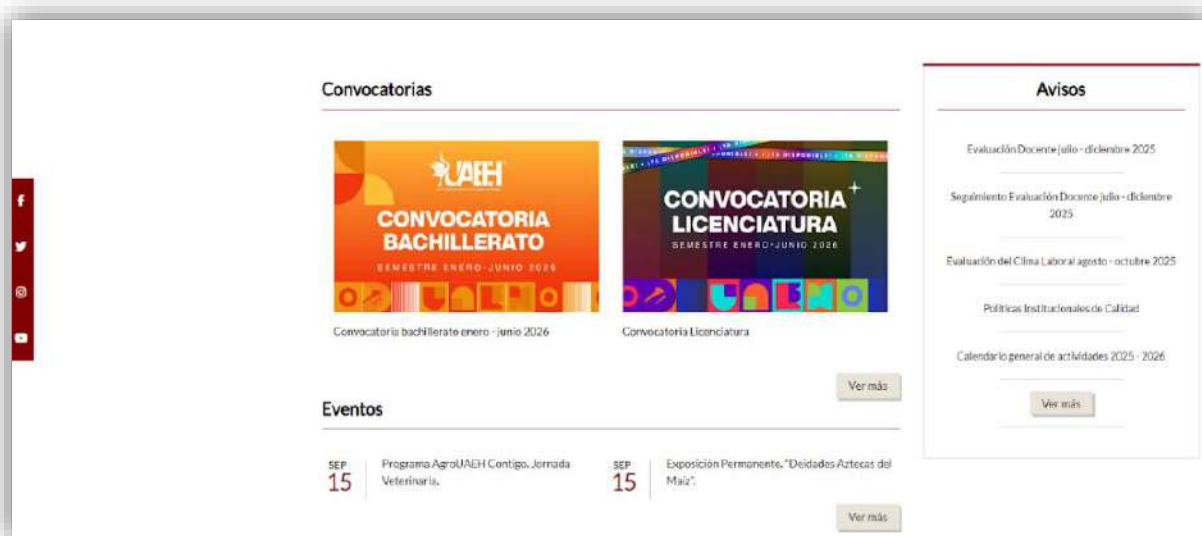 Convocatorias
UAEH
CONVOCATORIA
BACHILLERATO
SEMESTRE ENERO-JUNIO 2026
Convocatoria bachillerato enero - junio 2026
¡YA DISPONIBLE!
CONVOCATORIA
LICENCIATURA
SEMESTRE ENERO-JUNIO 2026
Convocatoria Licenciatura
Ver más
Eventos
SEP
15
Programa AgroUAEH Contigo. Jornada
Veterinaria.
SEP
15
Exposición Permanente. "Deidades Aztecas del
Maíz".
Ver más
Avisos
Evaluación Docente julio - diciembre 2025
Seguimiento Evaluación Docente julio - diciembre
2025
Evaluación del Clima Laboral agosto - octubre 2025
Políticas Institucionales de Calidad
Calendario general de actividades 2025 - 2026
Ver más